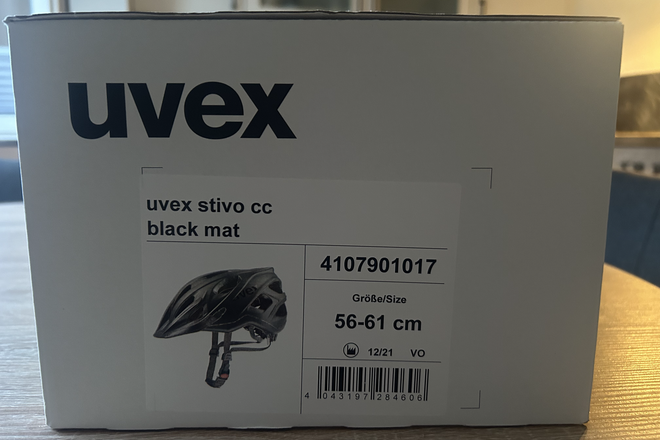 uvex
uvex stivo cc
black mat
4107901017
Größe/Size
56-61 cm
12/21 VO
4 043197 284606